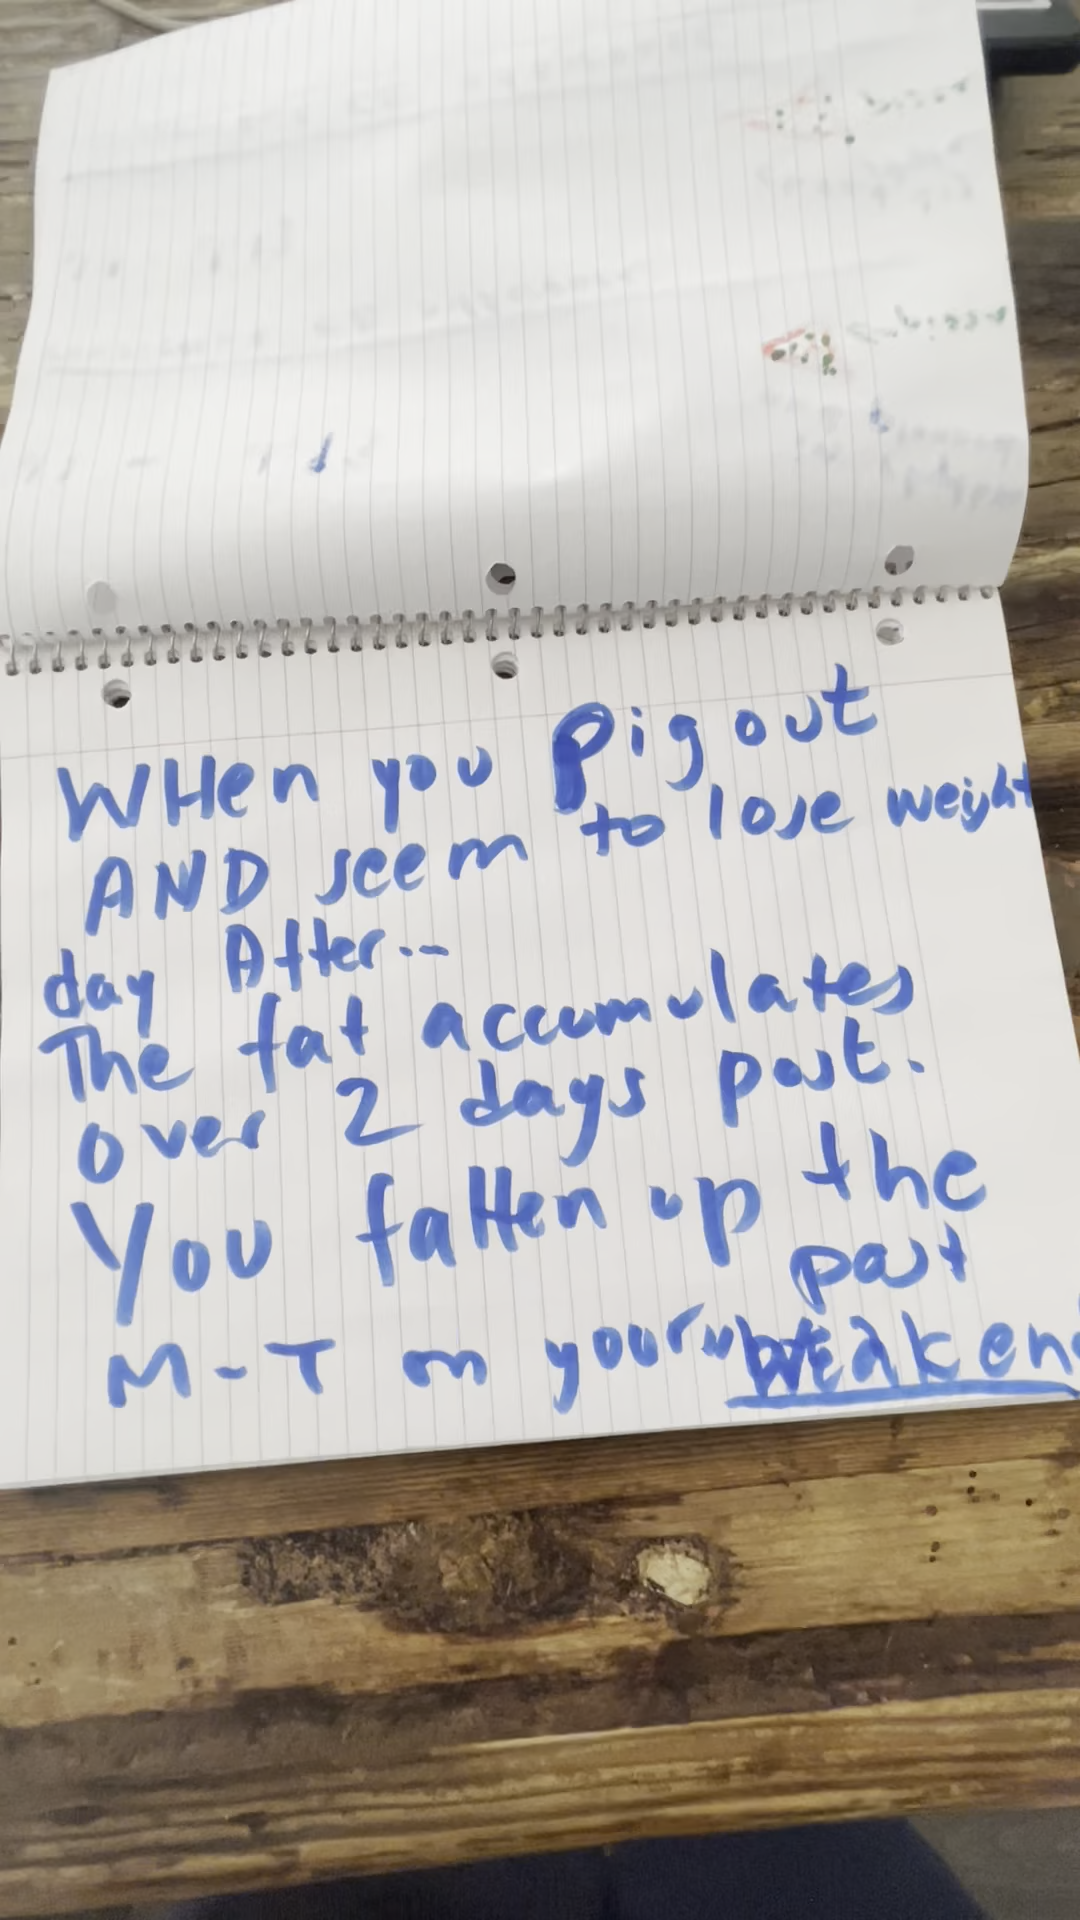 WHen you Pig out
AND seem to lose weight
day After..
The fat accumulates
over 2 days past.
You fatten up the
past
M-T on your weaken